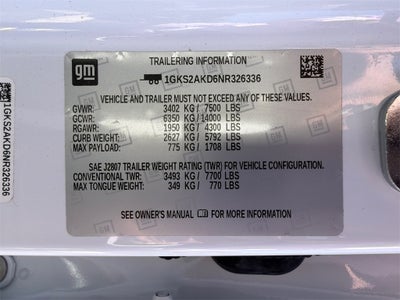 gm
TRAILERING INFORMATION
1GKS2AKD6NR326336
VEHICLE AND TRAILER MUST NOT EXCEED ANY OF THESE VALUES.
GVWR: 3402 KG / 7500 LBS
GCWR: 6350 KG / 14000 LBS
RGAWR: 1950 KG / 4300 LBS
CURB WEIGHT: 2627 KG / 5792 LBS
MAX PAYLOAD: 775 KG / 1708 LBS
SAE J2807 TRAILER WEIGHT RATING (TWR) FOR VEHICLE CONFIGURATION.
CONVENTIONAL TWR: 3493 KG / 7700 LBS
MAX TONGUE WEIGHT: 349 KG / 770 LBS
SEE OWNER'S MANUAL FOR MORE INFORMATION.
1GKS2AKD6NR326336